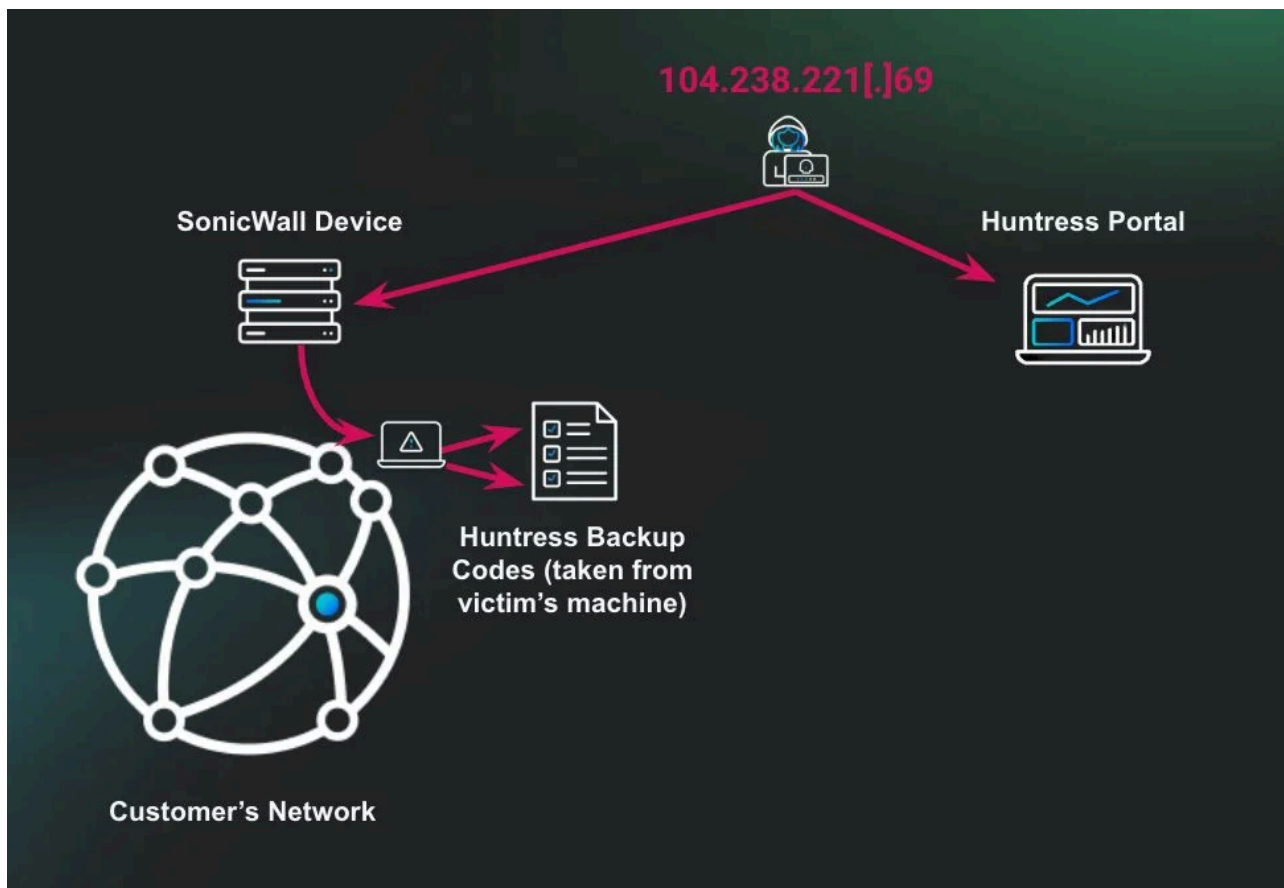 104.238.221[.]69
SonicWall Device
Huntress Portal
Huntress Backup
Codes (taken from
victim's machine)
Customer's Network